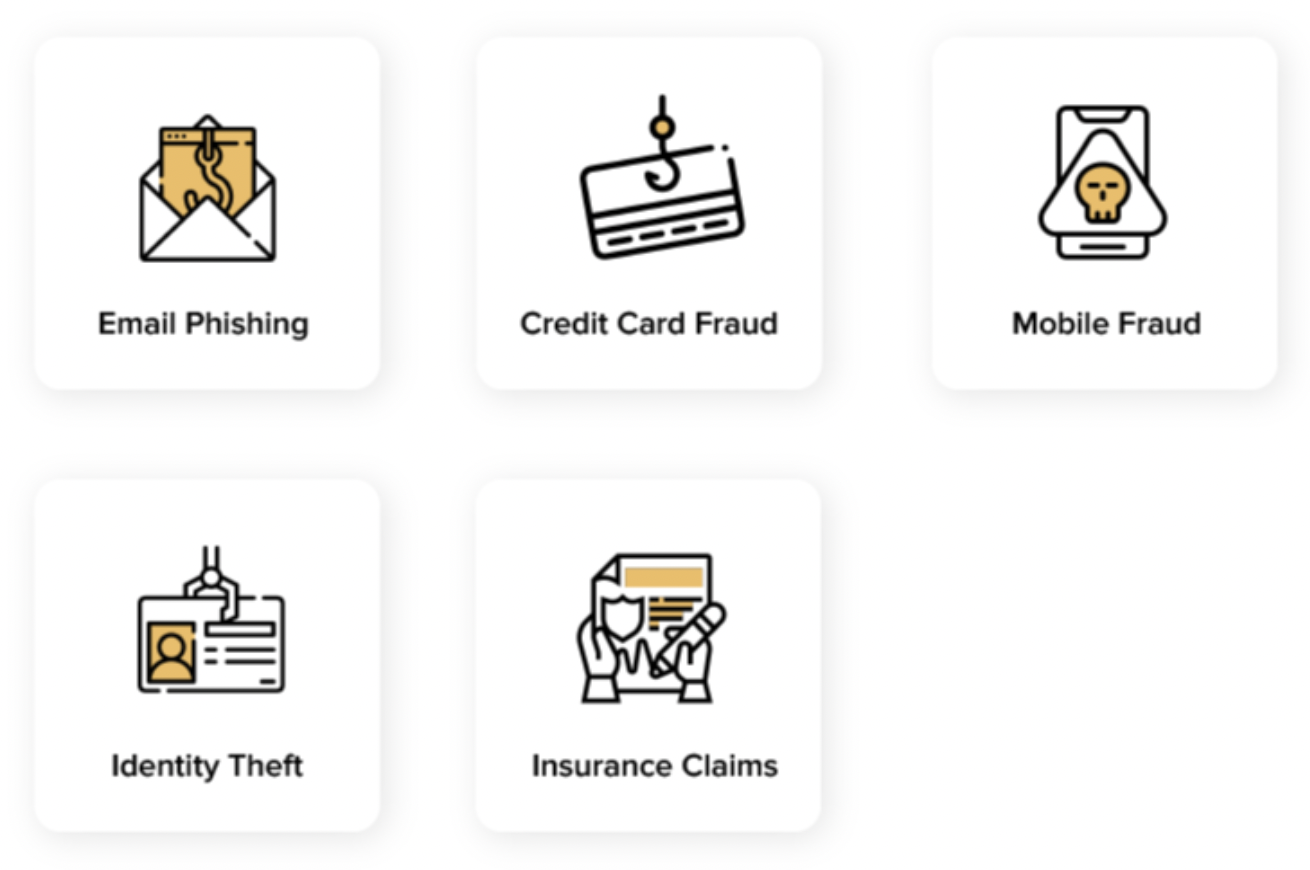 Email Phishing
Credit Card Fraud
Mobile Fraud
Identity Theft
Insurance Claims